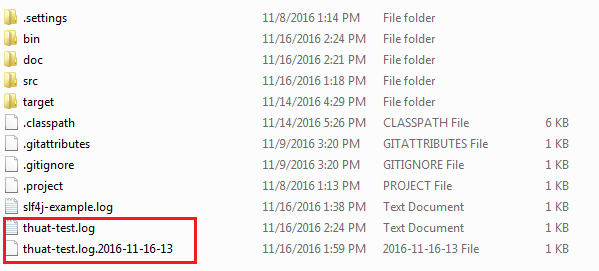 .settings 11/8/2016 1:14 PM File folder
bin 11/16/2016 2:24 PM File folder
doc 11/16/2016 2:21 PM File folder
src 11/16/2016 1:18 PM File folder
target 11/14/2016 4:29 PM File folder
.classpath 11/14/2016 5:26 PM CLASSPATH File 6 KB
.gitattributes 11/9/2016 3:20 PM GITATTRIBUTES File 1 KB
.gitignore 11/9/2016 3:20 PM GITIGNORE File 1 KB
.project 11/8/2016 1:13 PM PROJECT File 1 KB
slf4j-example.log 11/16/2016 1:38 PM Text Document 1 KB
thuat-test.log 11/16/2016 2:24 PM Text Document 1 KB
thuat-test.log.2016-11-16-13 11/16/2016 1:59 PM 2016-11-16-13 File 1 KB